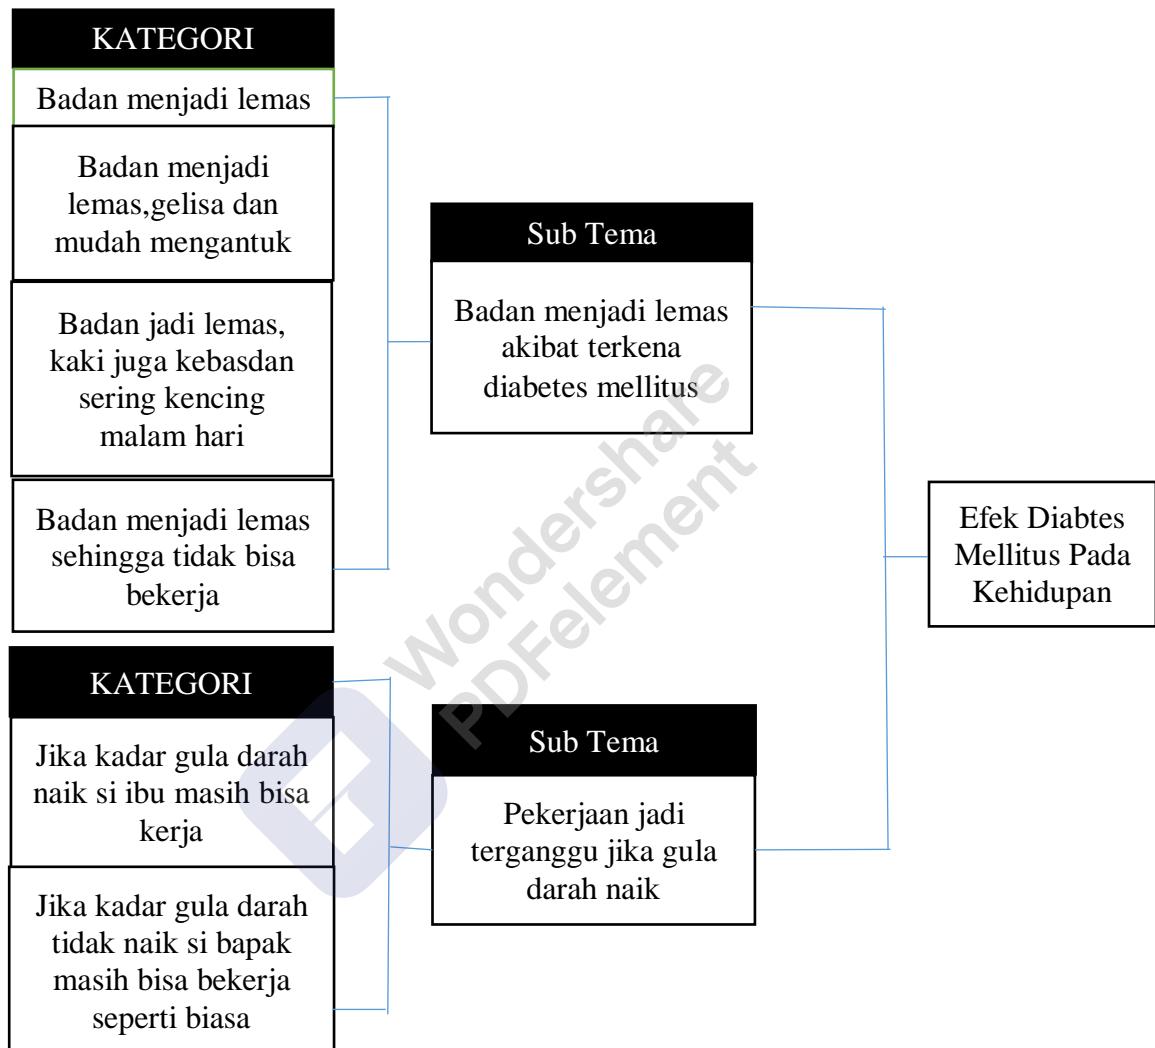 KATEGORI
Badan menjadi lemas
Badan menjadi
lemas,gelisa dan
mudah mengantuk
Badan jadi lemas,
kaki juga kebasdan
sering kencing
malam hari
Badan menjadi lemas
sehingga tidak bisa
bekerja
Sub Tema
Badan menjadi lemas
akibat terkena
diabetes mellitus
KATEGORI
Jika kadar gula darah
naik si ibu masih bisa
kerja
Jika kadar gula darah
tidak naik si bapak
masih bisa bekerja
seperti biasa
Sub Tema
Pekerjaan jadi
terganggu jika gula
darah naik
Efek Diabtes
Mellitus Pada
Kehidupan
Wondershare
PDFelement